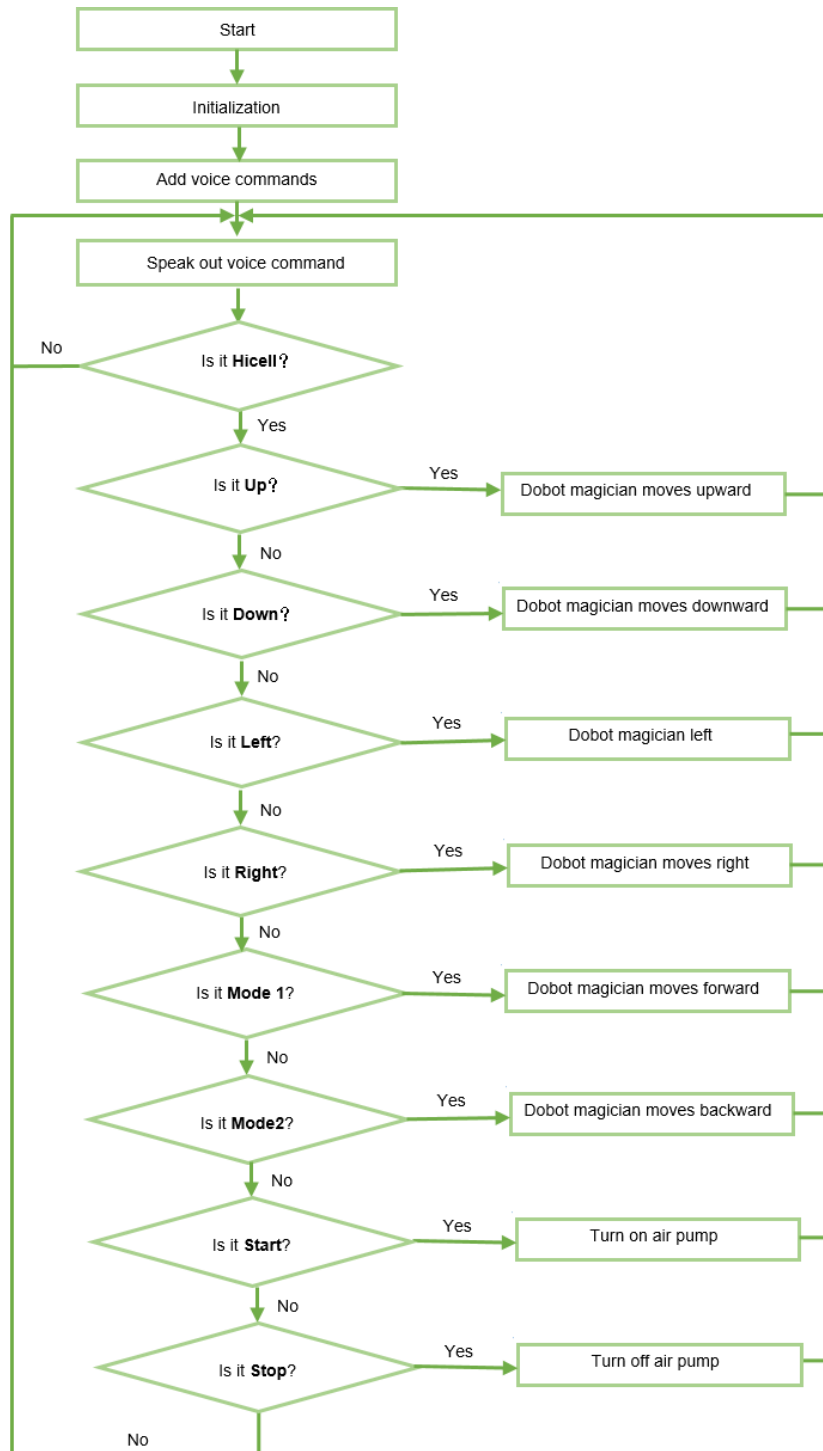 Start
Initialization
Add voice commands
Speak out voice command
No
Is it Hicell?
Yes
Is it Up?
Yes
Dobot magician moves upward
No
Is it Down?
Yes
Dobot magician moves downward
No
Is it Left?
Yes
Dobot magician left
No
Is it Right?
Yes
Dobot magician moves right
No
Is it Mode 1?
Yes
Dobot magician moves forward
No
Is it Mode2?
Yes
Dobot magician moves backward
No
Is it Start?
Yes
Turn on air pump
No
Is it Stop?
Yes
Turn off air pump
No